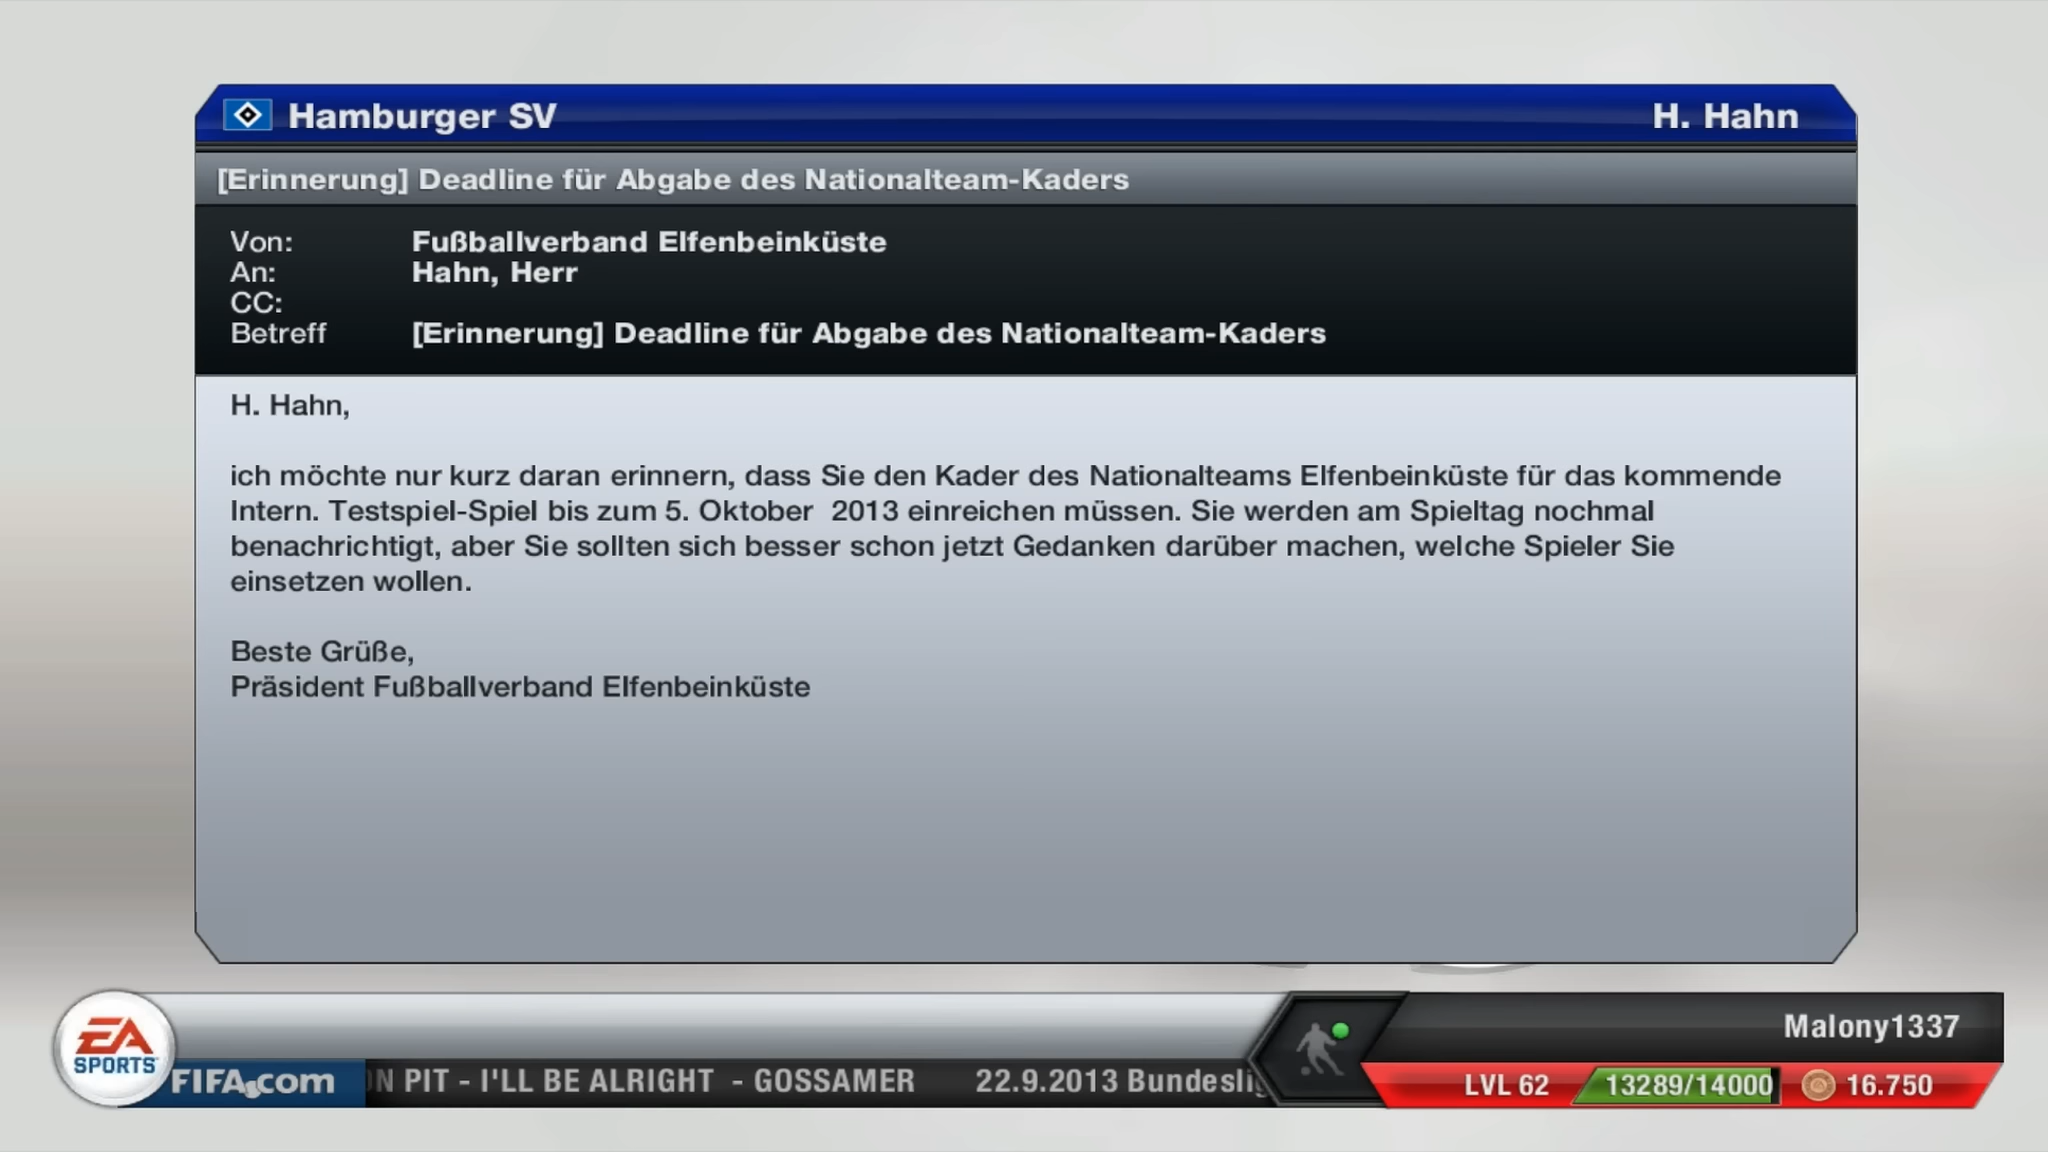 Hamburger SV
H. Hahn
[Erinnerung] Deadline für Abgabe des Nationalteam-Kaders
Von: Fußballverband Elfenbeinküste
An: Hahn, Herr
CC:
Betreff [Erinnerung] Deadline für Abgabe des Nationalteam-Kaders
H. Hahn,
ich möchte nur kurz daran erinnern, dass Sie den Kader des Nationalteams Elfenbeinküste für das kommende
Intern. Testspiel-Spiel bis zum 5. Oktober 2013 einreichen müssen. Sie werden am Spieltag nochmal
benachrichtigt, aber Sie sollten sich besser schon jetzt Gedanken darüber machen, welche Spieler Sie
einsetzen wollen.
Beste Grüße,
Präsident Fußballverband Elfenbeinküste
Malony1337
EA
SPORTS
FIFA.com
ON PIT - I'LL BE ALRIGHT - GOSSAMER 22.9.2013 Bundeslig
LVL 62 13289/14000 16.750